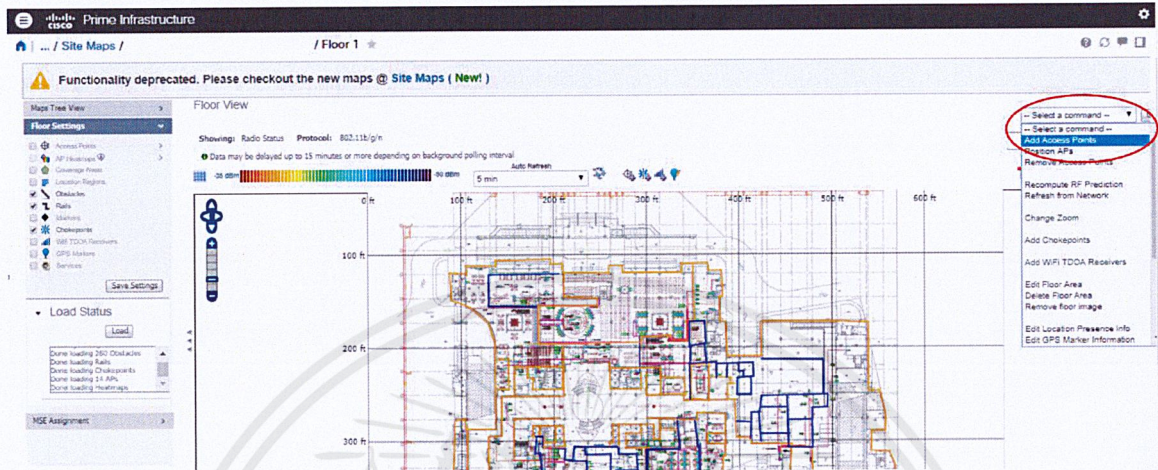 cisco Prime Infrastructure
... / Site Maps / / Floor 1
Functionality deprecated. Please checkout the new maps @ Site Maps ( New! )
Maps Tree View
Floor Settings
Access Points
AP Heatmaps
Coverage Areas
Location Regions
Obstacles
Rails
Markers
Chokepoints
WiFi TDOA Receivers
GPS Markers
Services
Save Settings
Load Status
Load
Done loading 260 Obstacles
Done loading Rails
Done loading Chokepoints
Done loading 14 APs
Done loading Heatmaps
MSE Assignment
Floor View
Showing: Radio Status Protocol: 802.11b/g/n
Data may be delayed up to 15 minutes or more depending on background polling interval
-35 dBm -90 dBm
Auto Refresh
5 min
0 ft 100 ft 200 ft 300 ft 400 ft 500 ft 600 ft
100 ft
200 ft
300 ft
-- Select a command --
-- Select a command --
Add Access Points
Position APs
Remove Access Points
Recompute RF Prediction
Refresh from Network
Change Zoom
Add Chokepoints
Add WiFi TDOA Receivers
Edit Floor Area
Delete Floor Area
Remove floor image
Edit Location Presence Info
Edit GPS Marker Information